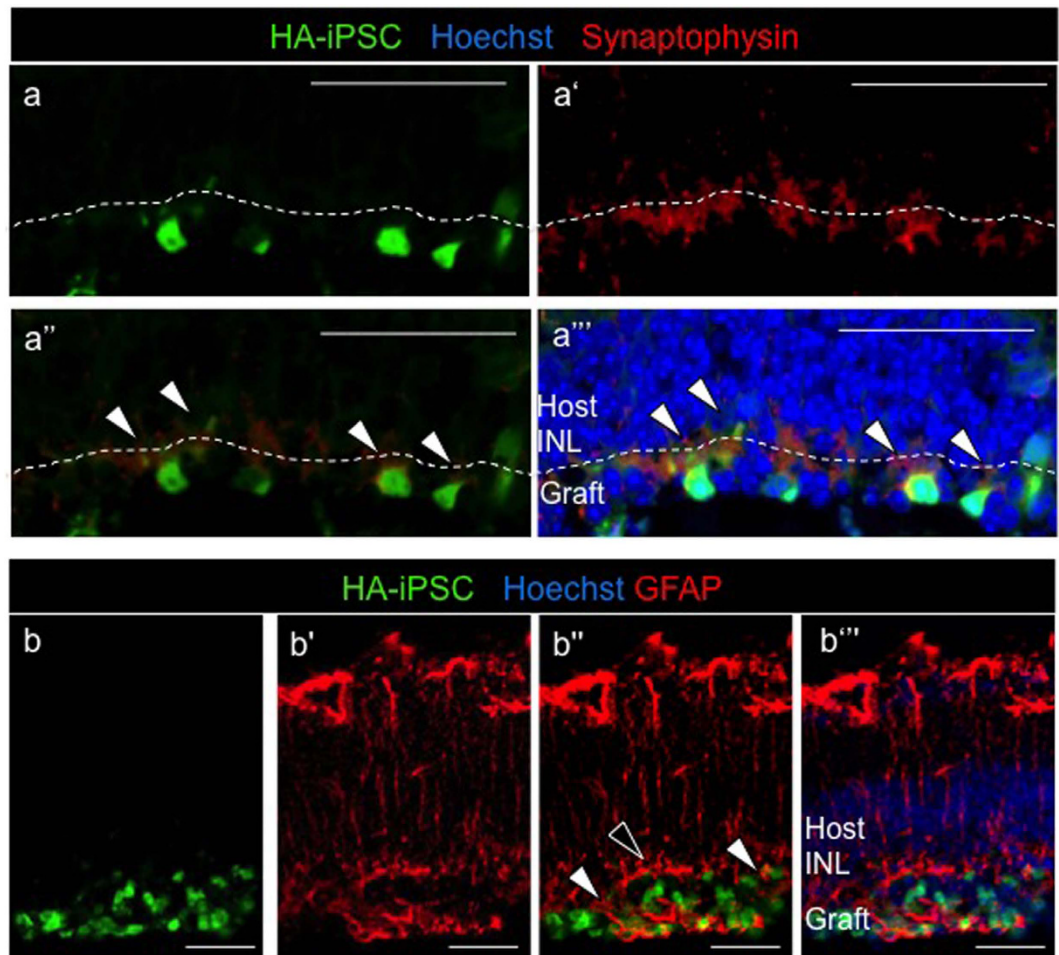 HA-iPSC Hoechst Synaptophysin
a
a‘
a”
a”’
Host
INL
Graft
HA-iPSC Hoechst GFAP
b
b'
b"
b‘”
Host
INL
Graft